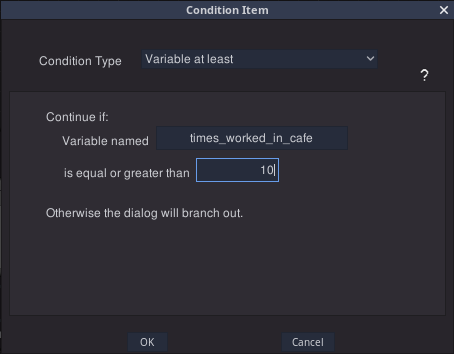 Condition Item
Condition Type Variable at least
?
Continue if:
Variable named times_worked_in_cafe
is equal or greater than 10
Otherwise the dialog will branch out.
OK Cancel